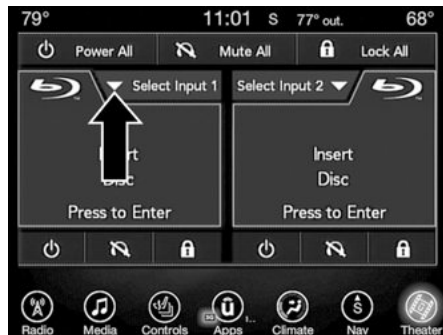 79° 11:01 S 77° out. 68°
Power All Mute All Lock All
Select Input 1 Select Input 2
Insert
Disc
Press to Enter
Insert
Disc
Press to Enter
Radio Media Controls Apps Climate Nav Theater